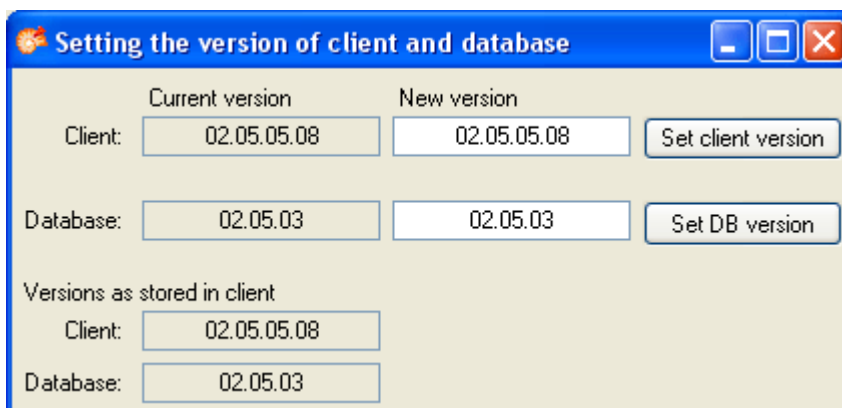 Setting the version of client and database
Current version New version
Client: 02.05.05.08 02.05.05.08 Set client version
Database: 02.05.03 02.05.03 Set DB version
Versions as stored in client
Client: 02.05.05.08
Database: 02.05.03